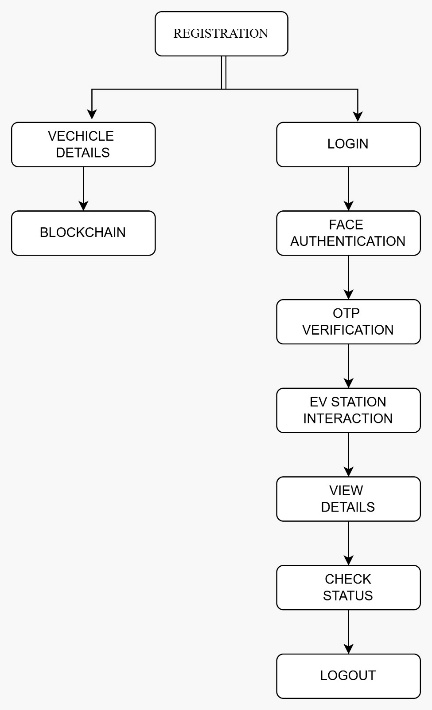 REGISTRATION
VECHICLE
DETAILS
BLOCKCHAIN
LOGIN
FACE
AUTHENTICATION
OTP
VERIFICATION
EV STATION
INTERACTION
VIEW
DETAILS
CHECK
STATUS
LOGOUT